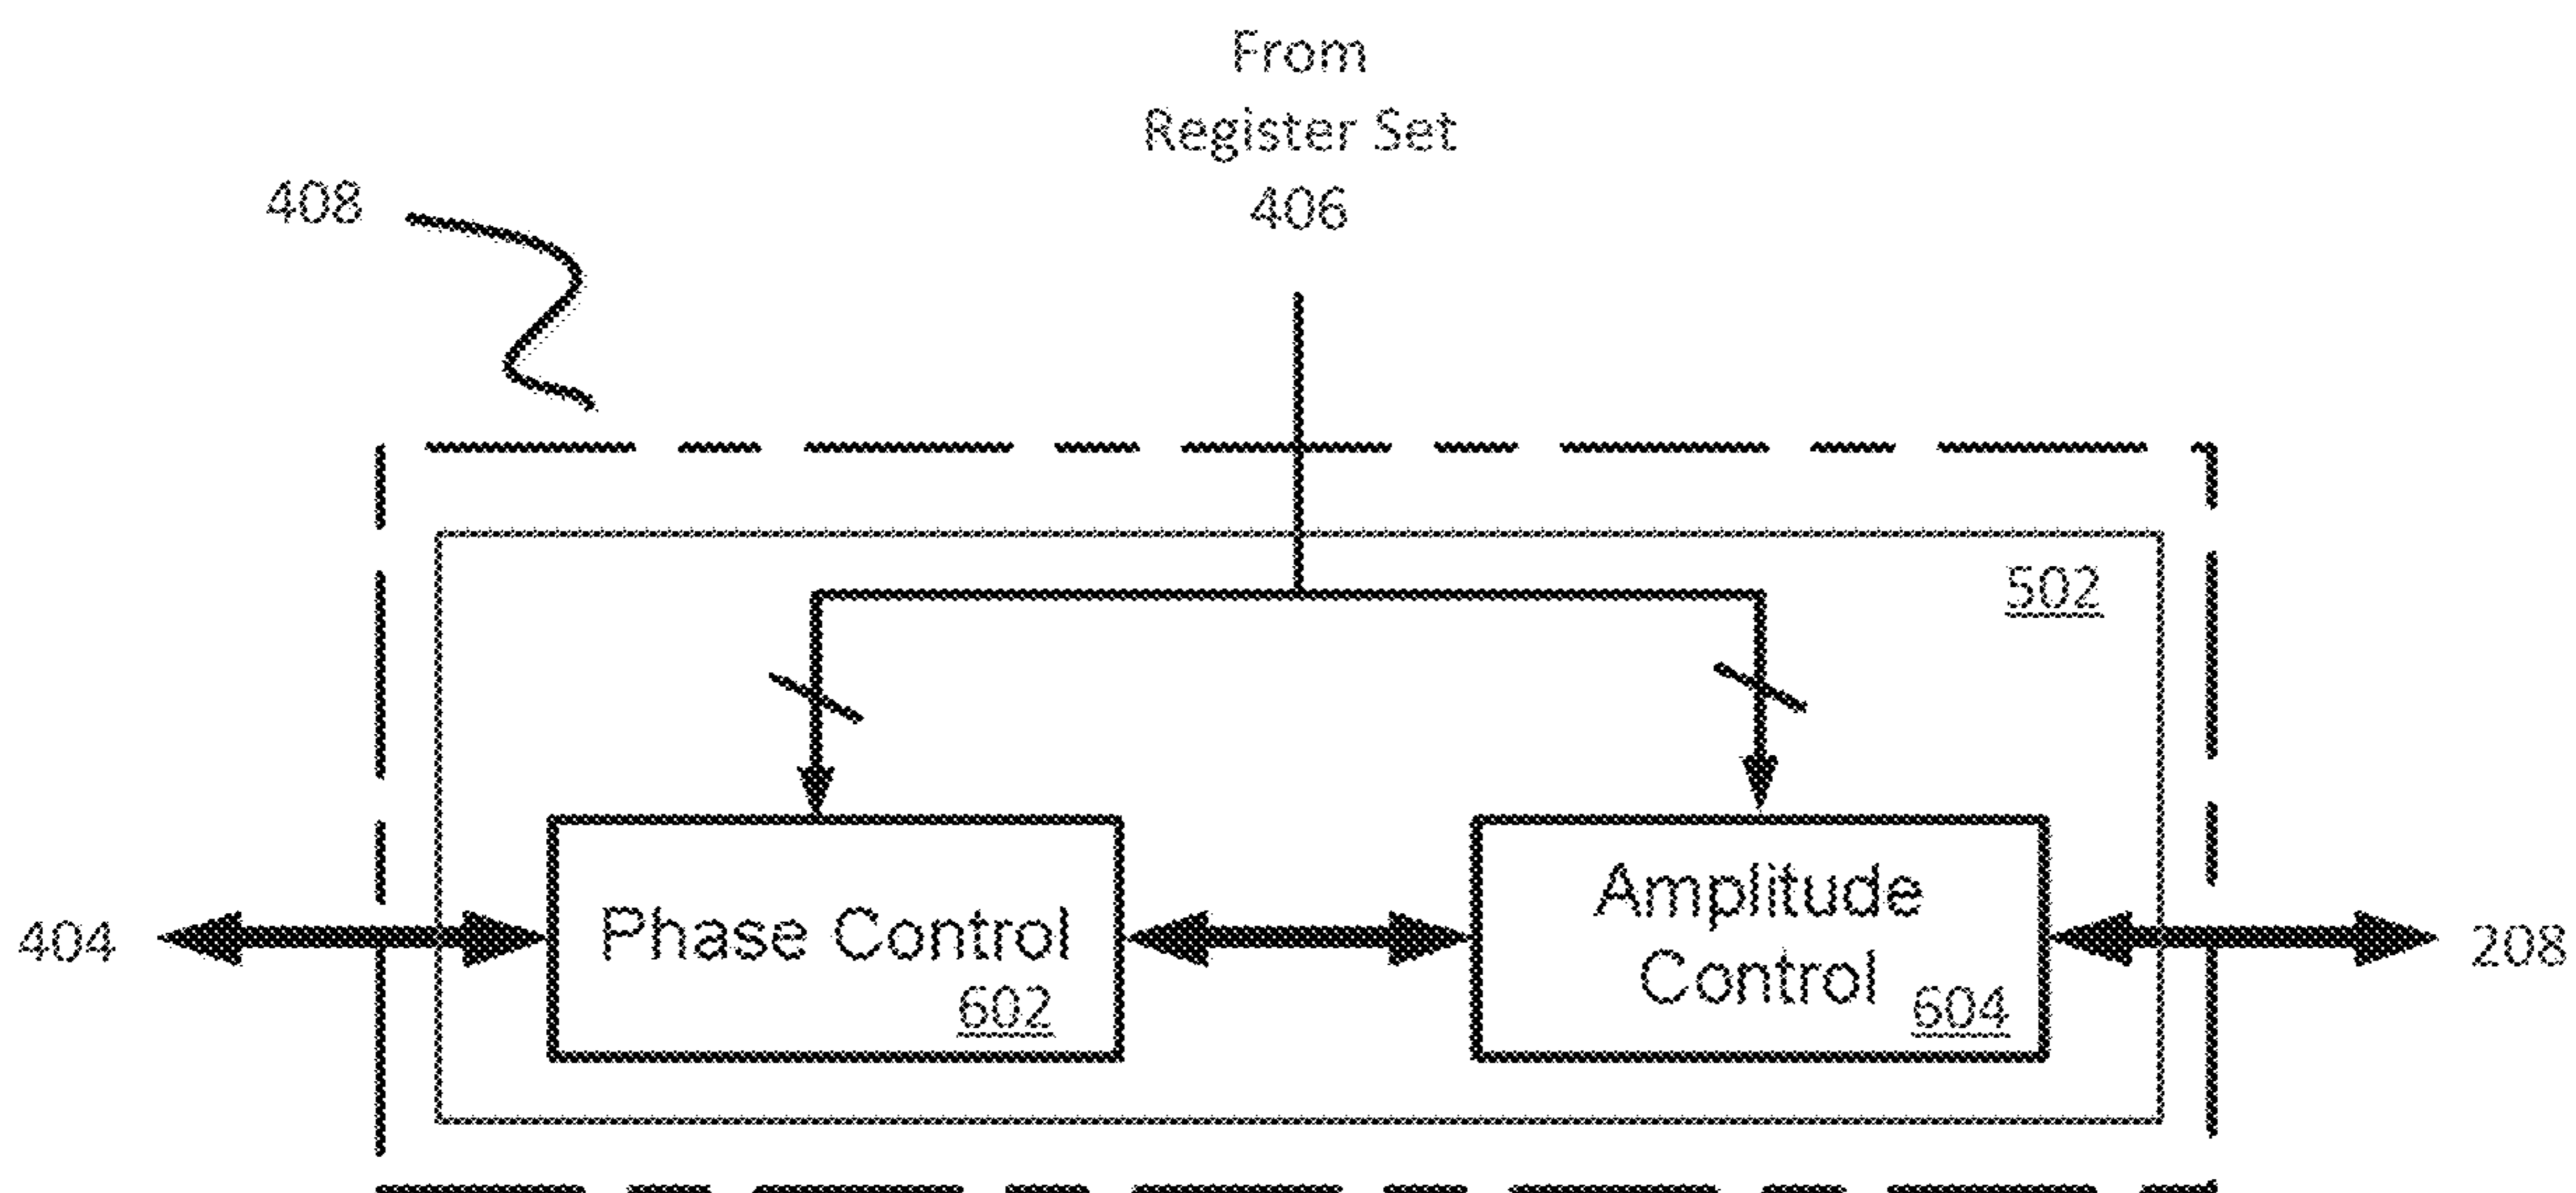 From
Register Set
406
408
502
Phase Control
602
Amplitude
Control
604
404
208